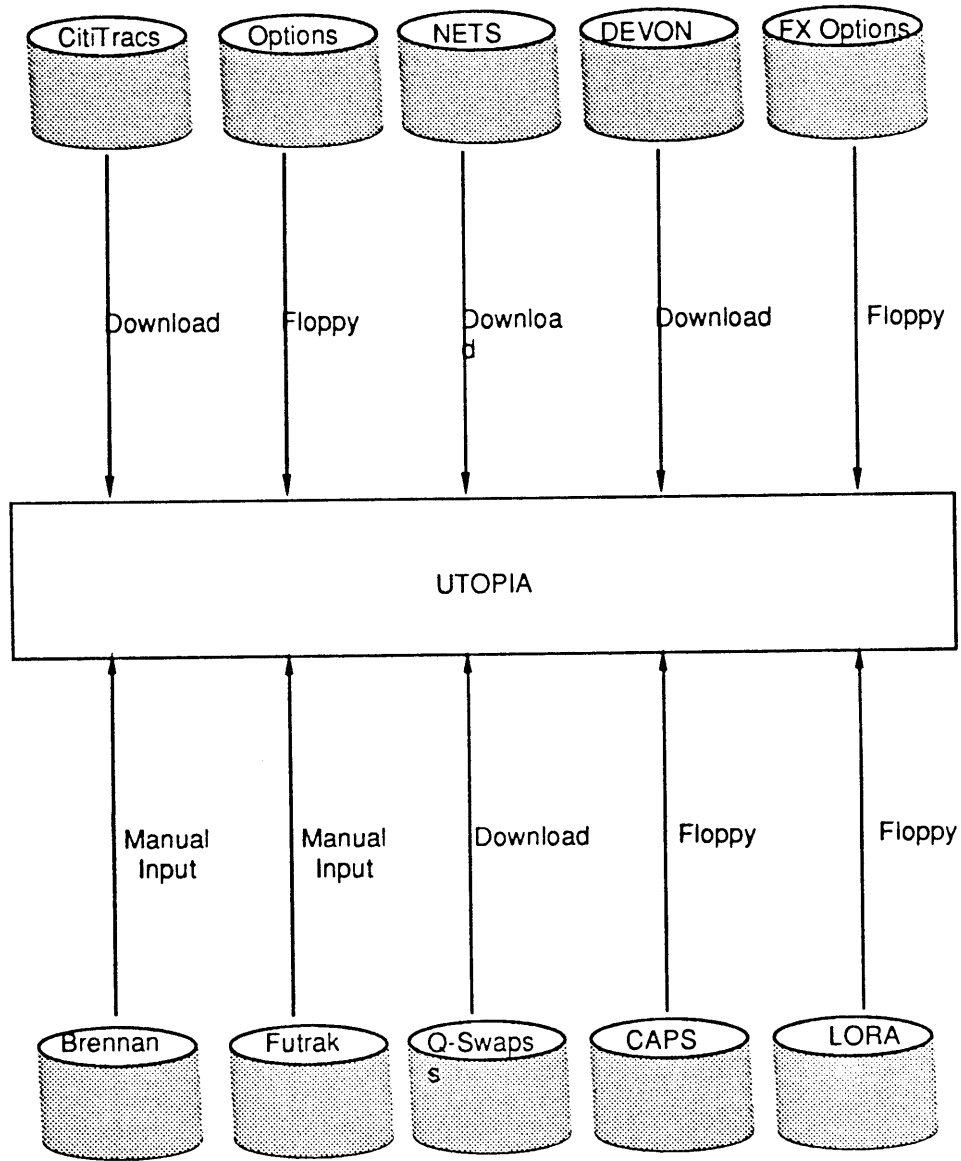 CitiTracs
Options
NETS
DEVON
FX Options
Download
Floppy
Downloa
d
Download
Floppy
UTOPIA
Manual
Input
Manual
Input
Download
Floppy
Floppy
Brennan
Futrak
Q-Swaps
s
CAPS
LORA